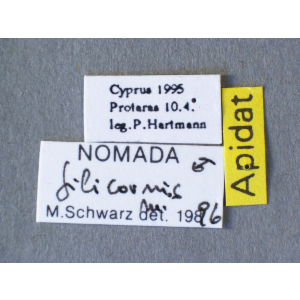 Cyprus 1995
Protaras 10.4.
leg. P. Hartmann
NOMADA ♂
filicornis
M. Schwarz det. 1996
Apidat